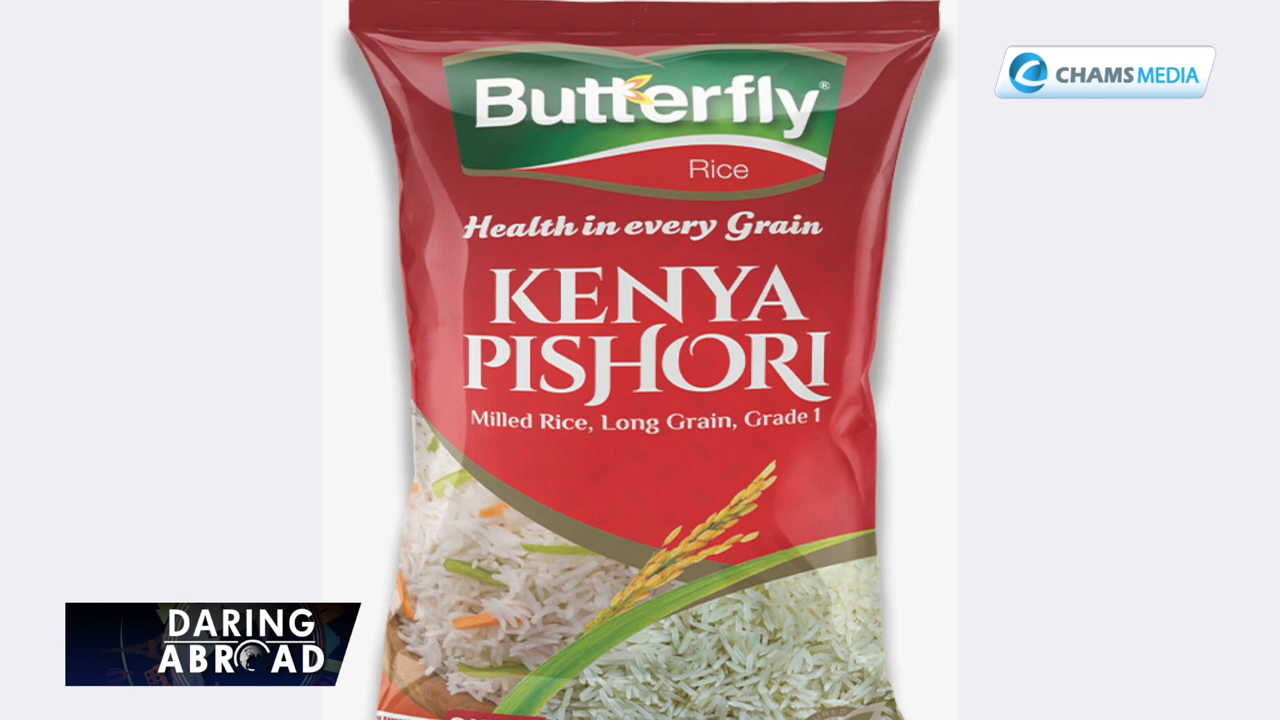 Butterfly®
Rice
Health in every Grain
KENYA
PISHORI
Milled Rice, Long Grain, Grade 1
CHAMS MEDIA
DARING
ABROAD